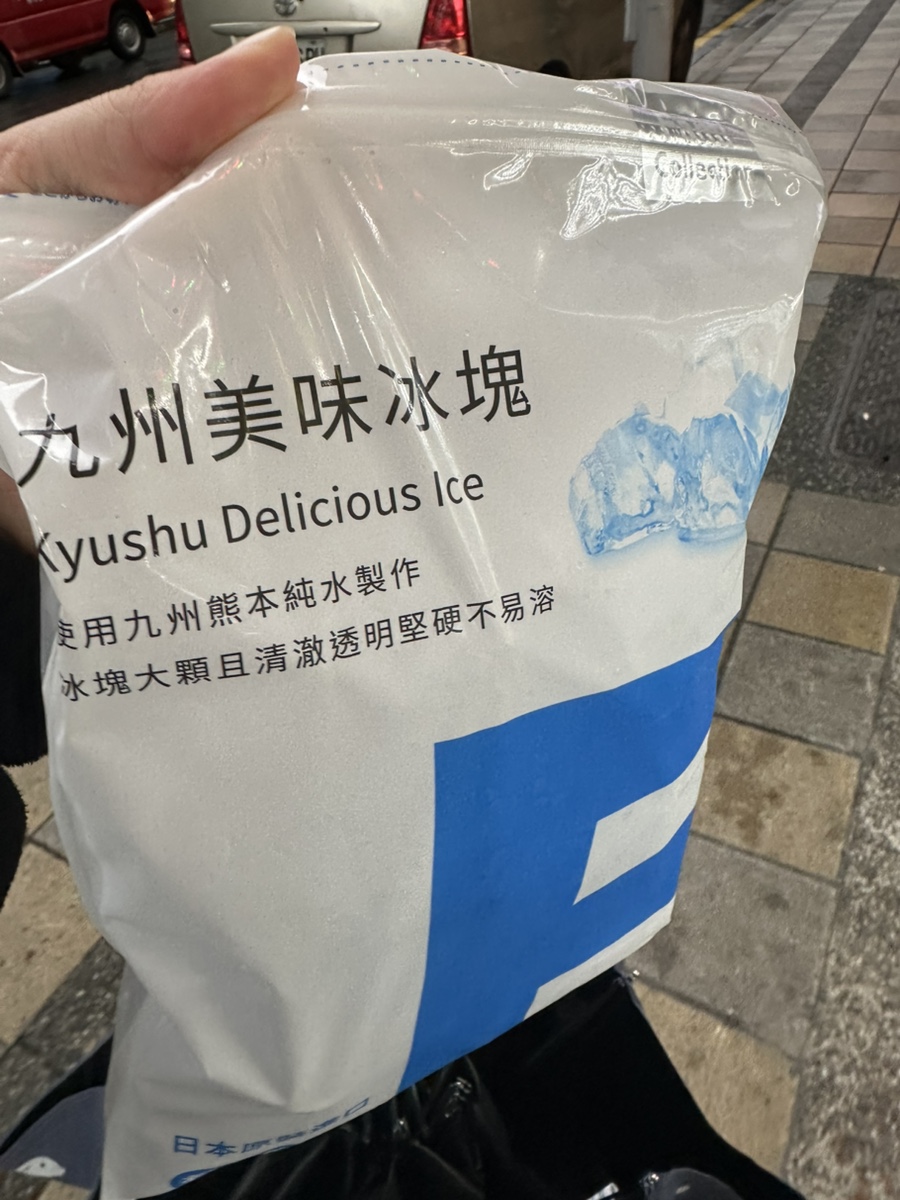 Collection
九州美味冰塊
Kyushu Delicious Ice
使用九州熊本純水製作
冰塊大顆且清澈透明堅硬不易溶
日本原裝進口